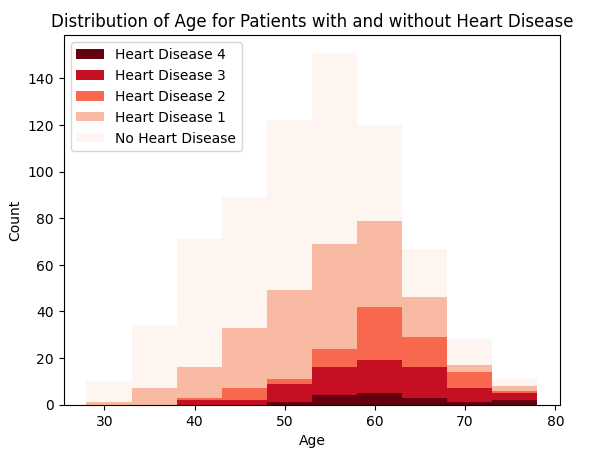 Distribution of Age for Patients with and without Heart Disease
Heart Disease 4
Heart Disease 3
Heart Disease 2
Heart Disease 1
No Heart Disease
140
120
100
80
60
40
20
0
Count
30 40 50 60 70 80
Age